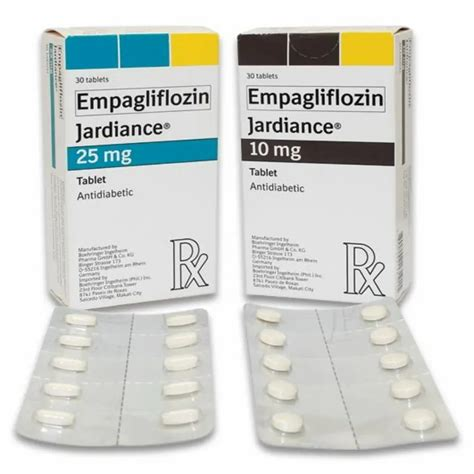 30 tablets
Empagliflozin
Jardiance®
25 mg
Tablet
Antidiabetic
Manufactured by
Boehringer Ingelheim
Pharma GmbH & Co. KG
Binger Strasse 173
D-55216 Ingelheim am Rhein
Germany
Imported by
Boehringer Ingelheim (Phil) Inc.
23rd Floor Citibank Tower
8741 Paseo de Roxas
Salcedo Village, Makati City
Rx
30 tablets
Empagliflozin
Jardiance®
10 mg
Tablet
Antidiabetic
Manufactured by
Boehringer Ingelheim
Pharma GmbH & Co. KG
Binger Strasse 173
D-55216 Ingelheim am Rhein
Germany
Imported by
Boehringer Ingelheim (Phil) Inc.
23rd Floor Citibank Tower
8741 Paseo de Roxas
Salcedo Village, Makati City
Rx